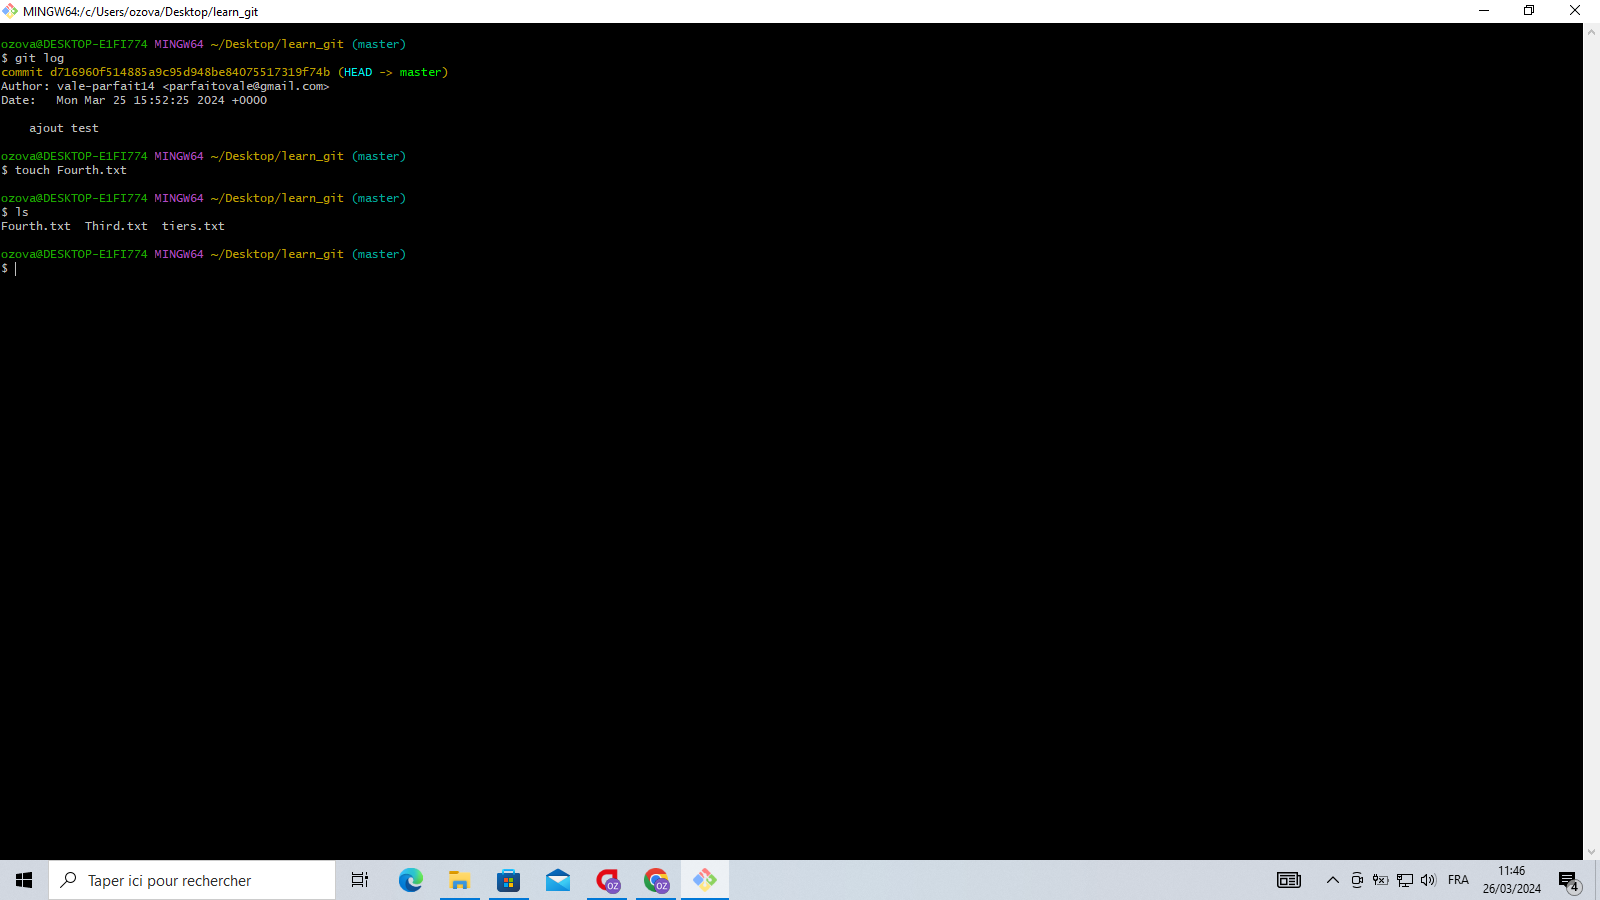 MINGW64:/c/Users/ozova/Desktop/learn_git
ozova@DESKTOP-E1FI774 MINGW64 ~/Desktop/learn_git (master)
$ git log
commit d716960f514885a9c95d948be84075517319f74b (HEAD -> master)
Author: vale-parfait14 <parfaitovale@gmail.com>
Date:   Mon Mar 25 15:52:25 2024 +0000
    ajout test
ozova@DESKTOP-E1FI774 MINGW64 ~/Desktop/learn_git (master)
$ touch Fourth.txt
ozova@DESKTOP-E1FI774 MINGW64 ~/Desktop/learn_git (master)
$ ls
Fourth.txt  Third.txt  tiers.txt
ozova@DESKTOP-E1FI774 MINGW64 ~/Desktop/learn_git (master)
$
Taper ici pour rechercher
OZ
OZ
FRA
11:46
26/03/2024
4